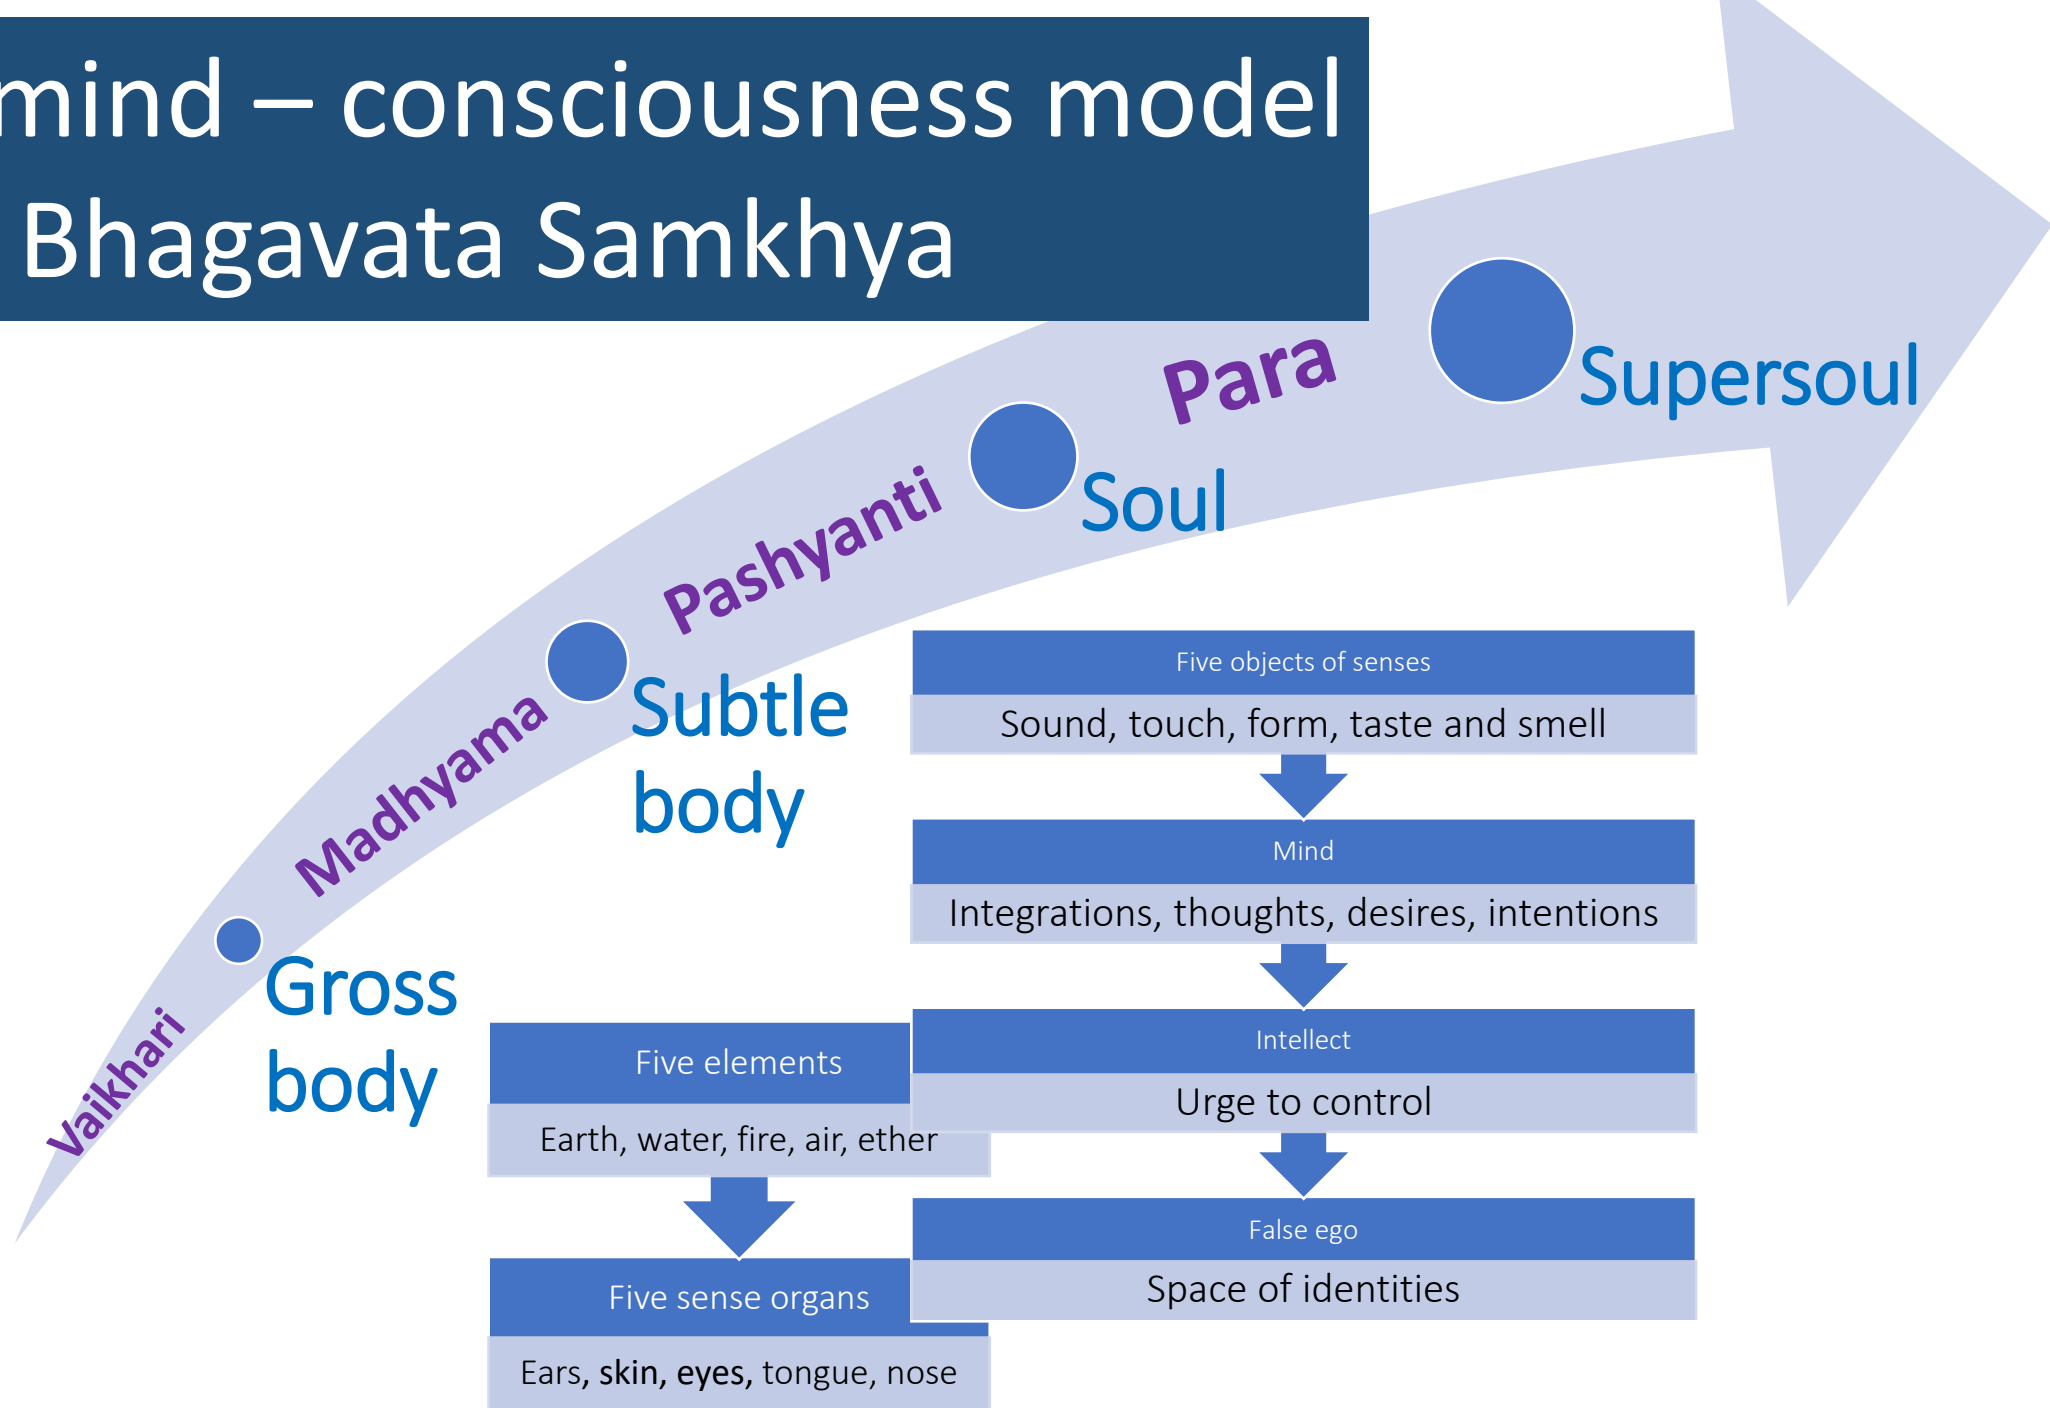 mind – consciousness model
Bhagavata Samkhya
Para
Supersoul
Pashyanti
Soul
Madhyama
Subtle
body
Vaikhari
Gross
body
Five elements
Earth, water, fire, air, ether
Five sense organs
Ears, skin, eyes, tongue, nose
Five objects of senses
Sound, touch, form, taste and smell
Mind
Integrations, thoughts, desires, intentions
Intellect
Urge to control
False ego
Space of identities